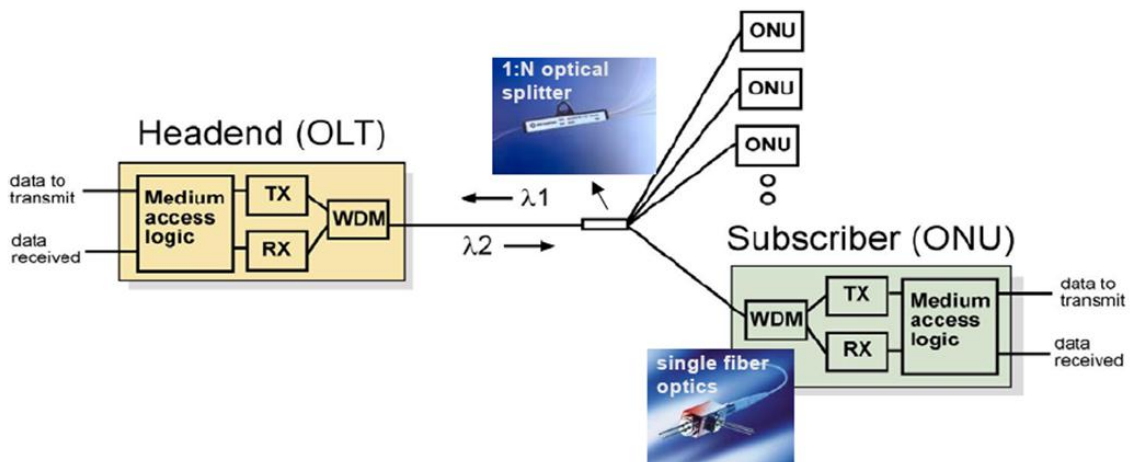 ONU
1:N optical
splitter
ONU
Headend (OLT)
ONU
data to
transmit
Medium
access
logic
TX
WDM
RX
data
received
λ1
λ2
Subscriber (ONU)
WDM
TX
RX
Medium
access
logic
data to
transmit
data
received
single fiber
optics